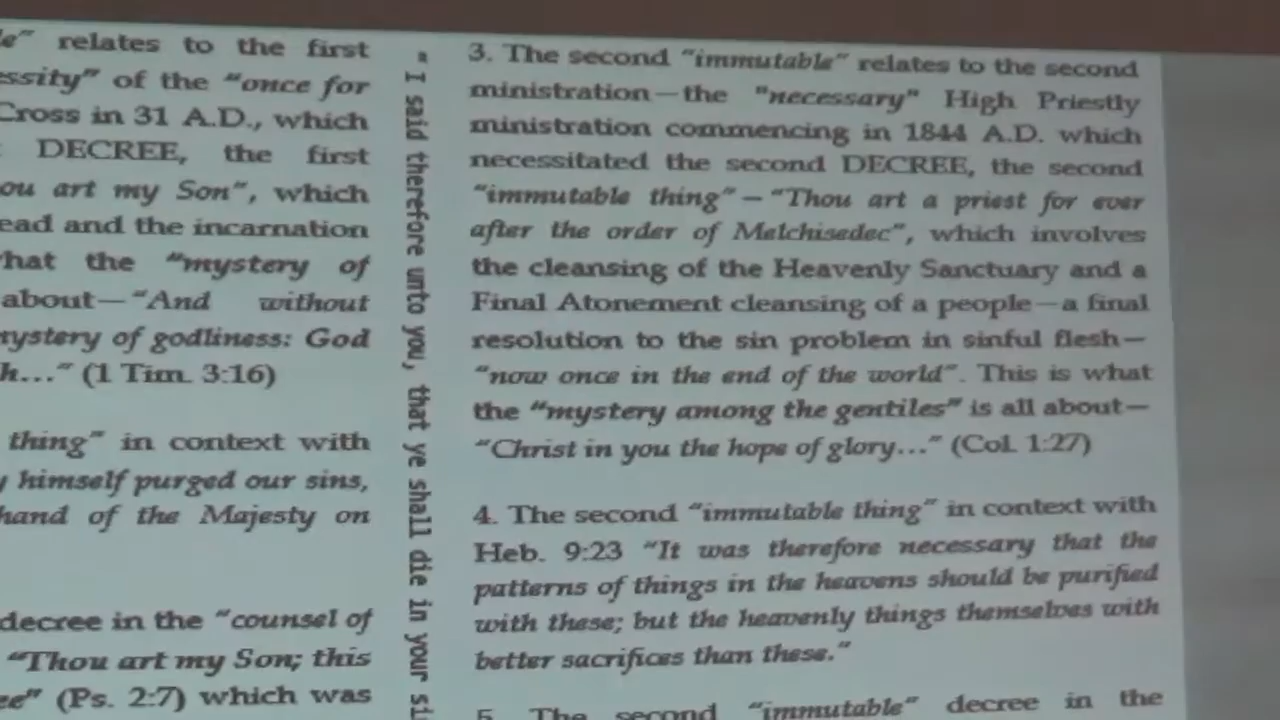 relates to the first
of the "once for
Cross in 31 A.D., which
DECREE, the first
art my Son", which
and the incarnation
the "mystery of
about—"And without
of godliness: God
(1 Tim. 3:16)
thing" in context with
himself purged our sins,
hand of the Majesty on
decree in the "counsel of
"Thou art my Son; this
(Ps. 2:7) which was
" I said therefore unto you, that ye shall die in your
3. The second "immutable" relates to the second
ministration—the "necessary" High Priestly
ministration commencing in 1844 A.D. which
necessitated the second DECREE, the second
"immutable thing"—"Thou art a priest for ever
after the order of Melchisedec", which involves
the cleansing of the Heavenly Sanctuary and a
Final Atonement cleansing of a people—a final
resolution to the sin problem in sinful flesh—
"now once in the end of the world". This is what
the "mystery among the gentiles" is all about—
"Christ in you the hope of glory..." (Col. 1:27)
4. The second "immutable thing" in context with
Heb. 9:23 "It was therefore necessary that the
patterns of things in the heavens should be purified
with these; but the heavenly things themselves with
better sacrifices than these."
5. The second "immutable" decree in the